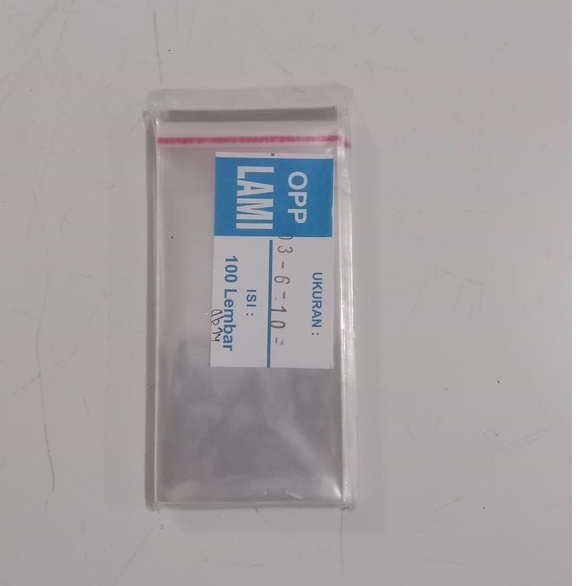 OPP
LAMI
UKURAN :
03-6-10
ISI :
100 Lembar